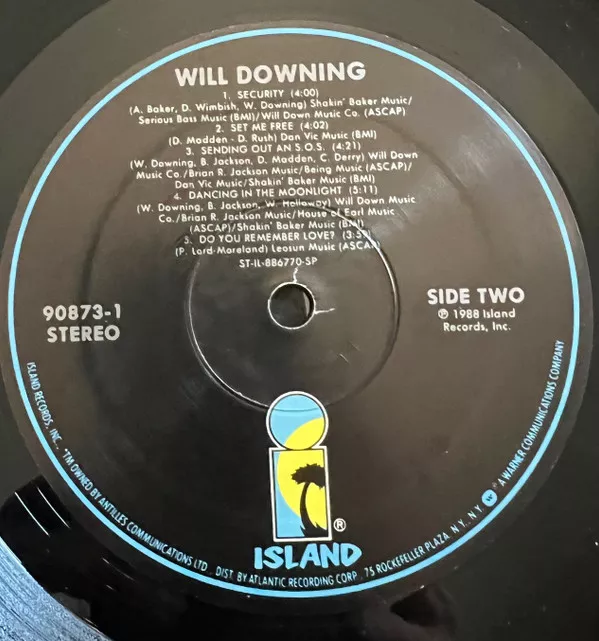 WILL DOWNING
1. SECURITY (4:00)
(A. Baker, D. Wimbish, W. Downing) Shakin' Baker Music/
Serious Bass Music (BMI)/Will Down Music Co. (ASCAP)
2. SET ME FREE (4:02)
(D. Madden - D. Rush) Dan Vic Music (BMI)
3. SENDING OUT AN S.O.S. (4:21)
(W. Downing, B. Jackson, D. Madden, C. Derry) Will Down
Music Co./Brian R. Jackson Music/Being Music (ASCAP)/
Dan Vic Music/Shakin' Baker Music (BMI)
4. DANCING IN THE MOONLIGHT (5:11)
(W. Downing, B. Jackson, W. Holloway) Will Down Music
Co./Brian R. Jackson Music/House of Earl Music
(ASCAP)/Shakin' Baker Music (BMI)
5. DO YOU REMEMBER LOVE?
(P. Lord-Moreland) Leosun Music (ASCAP)
ST-IL-886770-SP
90873-1
STEREO
SIDE TWO
℗ 1988 Island
Records, Inc.
®
ISLAND
ISLAND RECORDS, INC., "TM OWNED BY ANTILLES COMMUNICATIONS LTD. DIST. BY ATLANTIC RECORDING CORP. 75 ROCKEFELLER PLAZA, N.Y., N.Y. A WARNER COMMUNICATIONS COMPANY